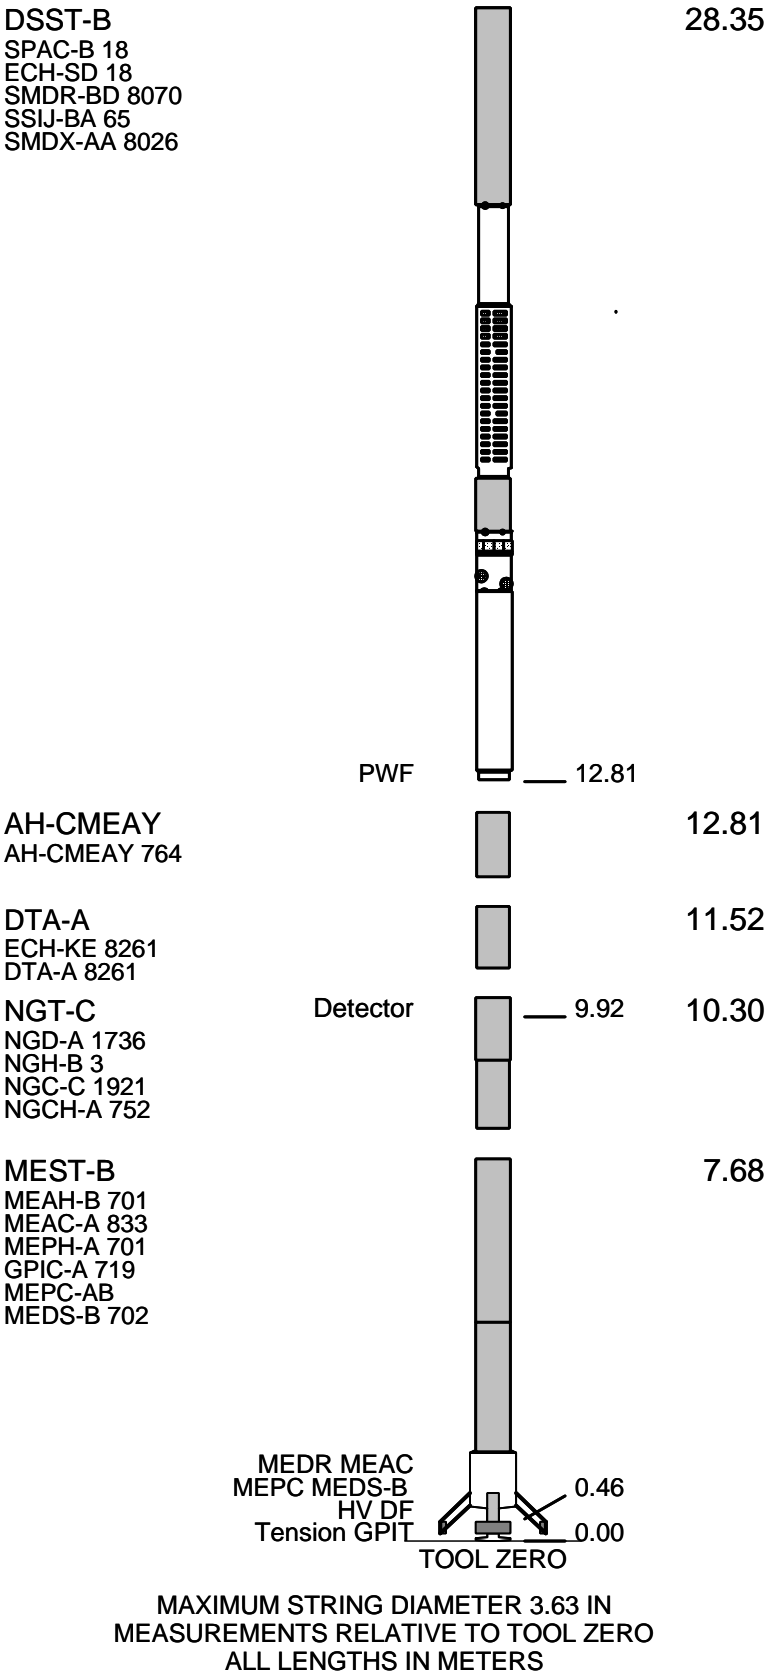 DSST-B 28.35
SPAC-B 18
ECH-SD 18
SMDR-BD 8070
SSIJ-BA 65
SMDX-AA 8026
PWF 12.81
AH-CMEAY 12.81
AH-CMEAY 764
DTA-A 11.52
ECH-KE 8261
DTA-A 8261
NGT-C Detector 9.92 10.30
NGD-A 1736
NGH-B 3
NGC-C 1921
NGCH-A 752
MEST-B 7.68
MEAH-B 701
MEAC-A 833
MEPH-A 701
GPIC-A 719
MEPC-AB
MEDS-B 702
MEDR MEAC
MEPC MEDS-B 0.46
HV DF
Tension GPIT 0.00
TOOL ZERO
MAXIMUM STRING DIAMETER 3.63 IN
MEASUREMENTS RELATIVE TO TOOL ZERO
ALL LENGTHS IN METERS